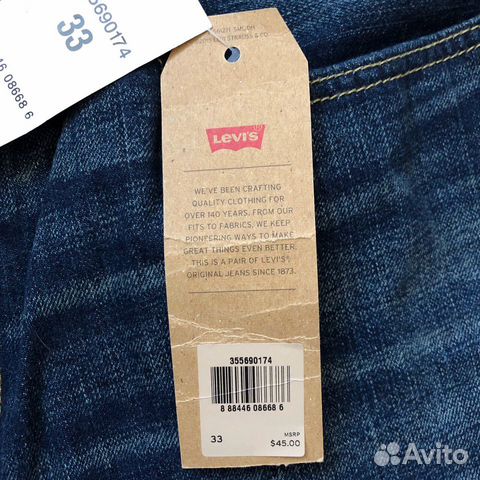 355690174
33
46 08668 6
Levi's
WE'VE BEEN CRAFTING
QUALITY CLOTHING FOR
OVER 140 YEARS. FROM OUR
FITS TO FABRICS, WE KEEP
PIONEERING WAYS TO MAKE
GREAT THINGS EVEN BETTER.
THIS IS A PAIR OF LEVI'S®
ORIGINAL JEANS SINCE 1873.
355690174
8 88446 08668 6
33
MSRP
$45.00
Avito